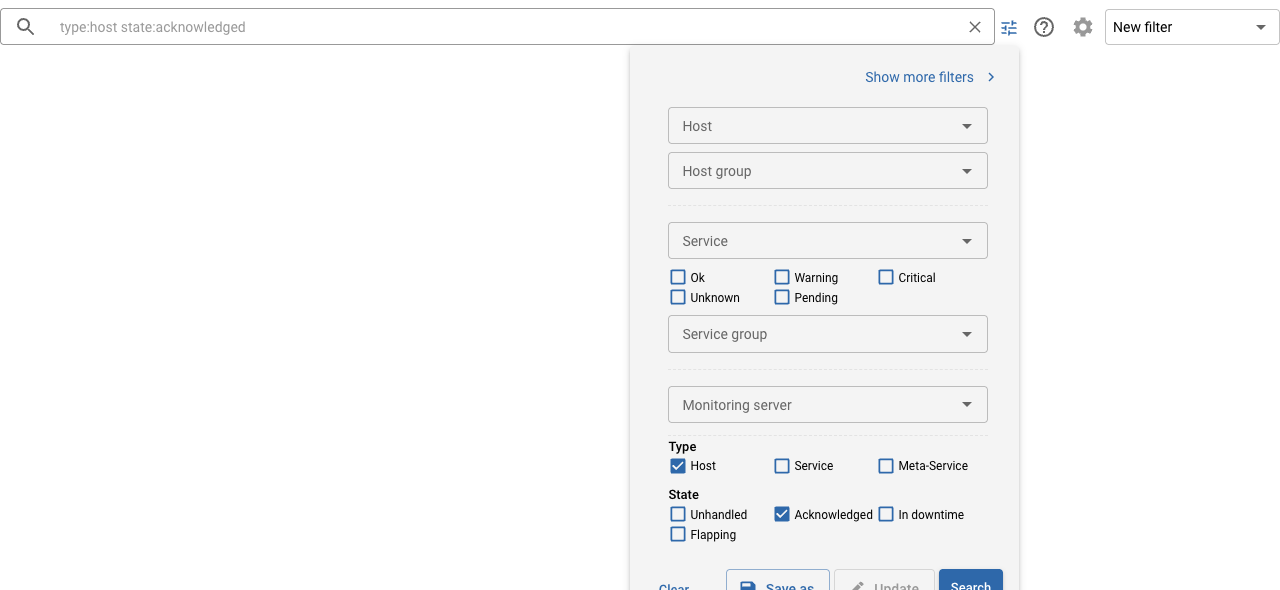 type:host state:acknowledged
New filter
Show more filters
Host
Host group
Service
Ok Warning Critical
Unknown Pending
Service group
Monitoring server
Type
Host Service Meta-Service
State
Unhandled Acknowledged In downtime
Flapping
Clear Save as Update Search